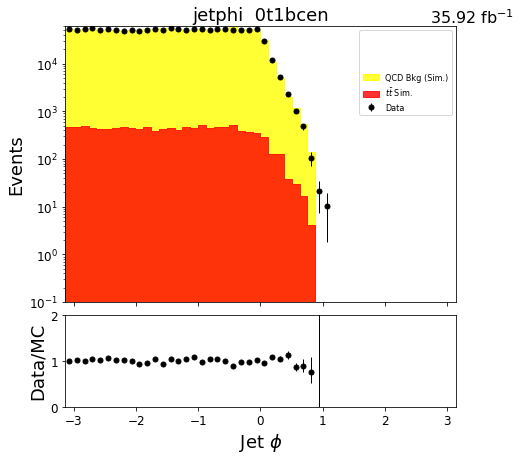 jetphi 0t1bcen
35.92 fb⁻¹
Events
10⁴
10³
10²
10¹
10⁰
10⁻¹
QCD Bkg (Sim.)
tt̄ Sim.
Data
Data/MC
2
1
0
−3 −2 −1 0 1 2 3
Jet ϕ